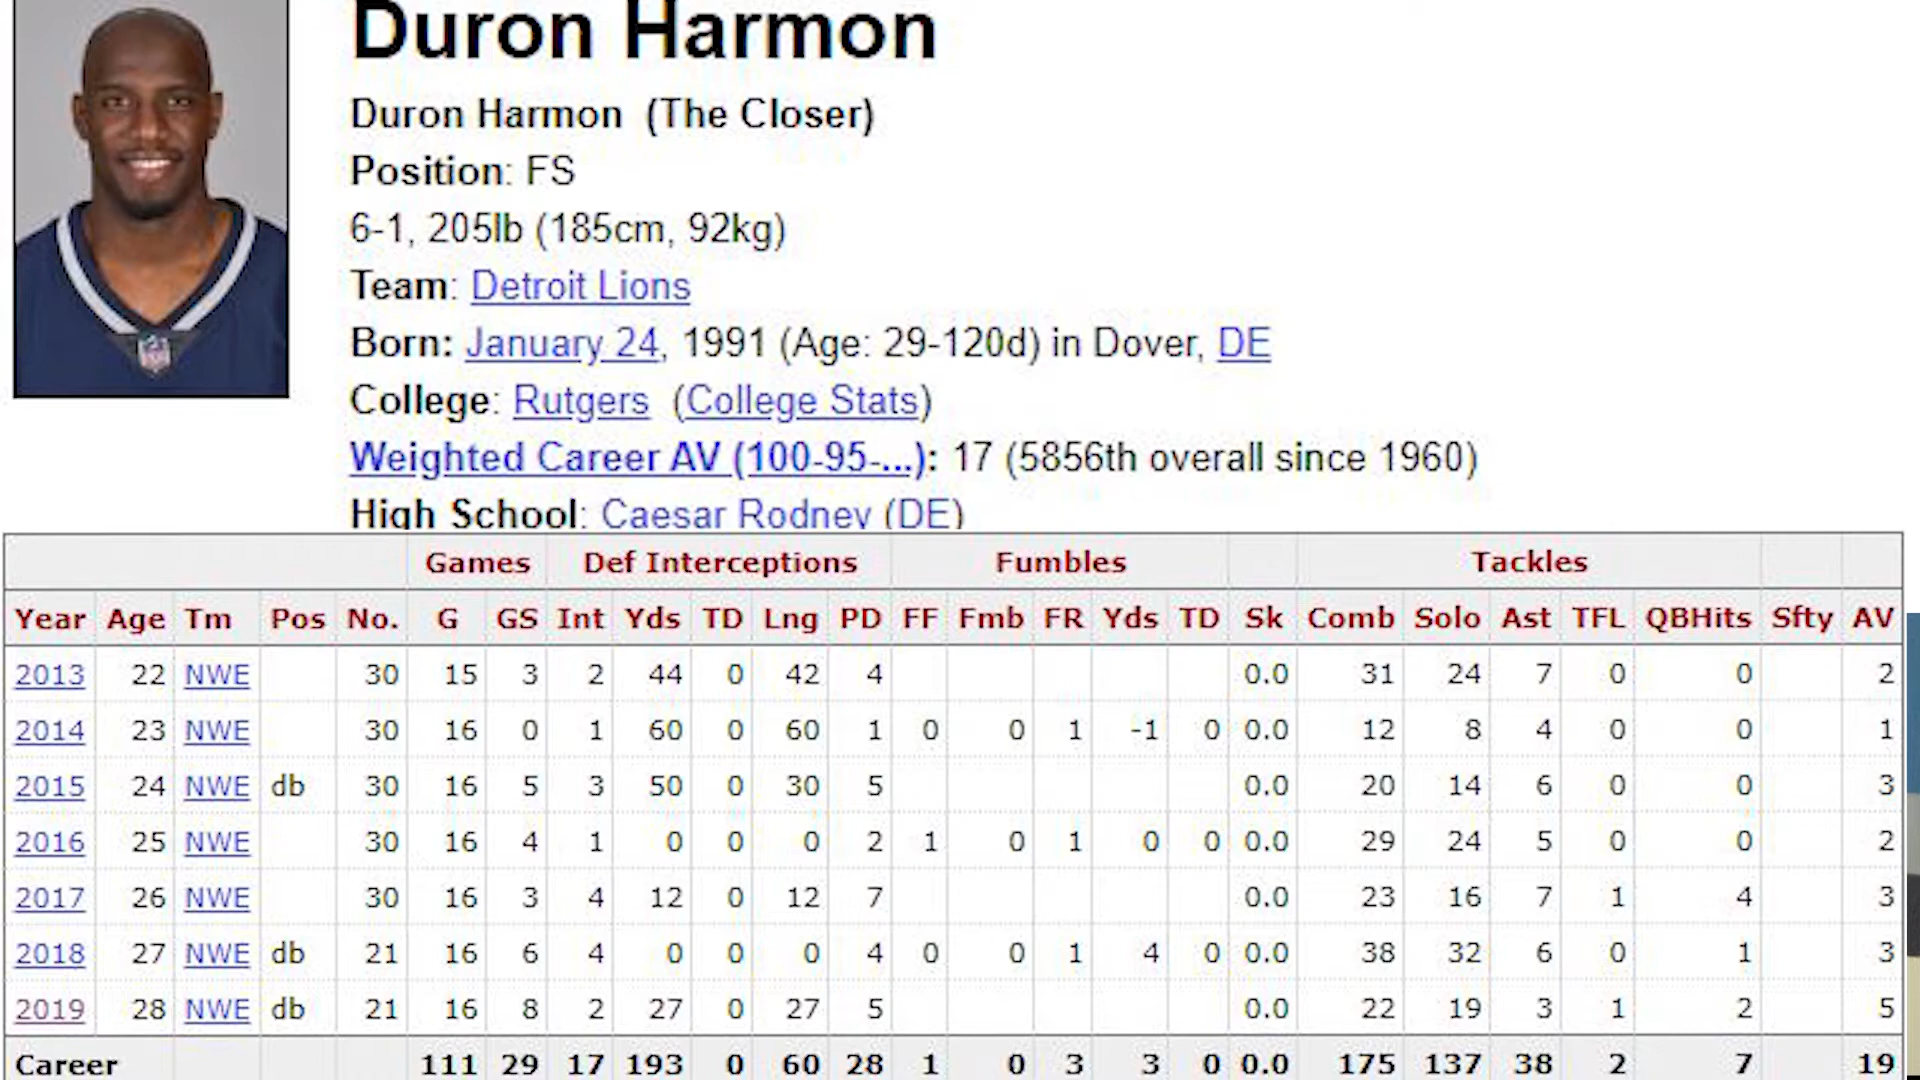 Duron Harmon
Duron Harmon (The Closer)
Position: FS
6-1, 205lb (185cm, 92kg)
Team: Detroit Lions
Born: January 24, 1991 (Age: 29-120d) in Dover, DE
College: Rutgers (College Stats)
Weighted Career AV (100-95-...): 17 (5856th overall since 1960)
High School: Caesar Rodney (DE)
Games Def Interceptions Fumbles Tackles
Year Age Tm Pos No. G GS Int Yds TD Lng PD FF Fmb FR Yds TD Sk Comb Solo Ast TFL QBHits Sfty AV
2013 22 NWE 30 15 3 2 44 0 42 4 0.0 31 24 7 0 0 2
2014 23 NWE 30 16 0 1 60 0 60 1 0 0 1 -1 0 0.0 12 8 4 0 0 1
2015 24 NWE db 30 16 5 3 50 0 30 5 0.0 20 14 6 0 0 3
2016 25 NWE 30 16 4 1 0 0 0 2 1 0 1 0 0 0.0 29 24 5 0 0 2
2017 26 NWE 30 16 3 4 12 0 12 7 0.0 23 16 7 1 4 3
2018 27 NWE db 21 16 6 4 0 0 0 4 0 0 1 4 0 0.0 38 32 6 0 1 3
2019 28 NWE db 21 16 8 2 27 0 27 5 0.0 22 19 3 1 2 5
Career 111 29 17 193 0 60 28 1 0 3 3 0 0.0 175 137 38 2 7 19